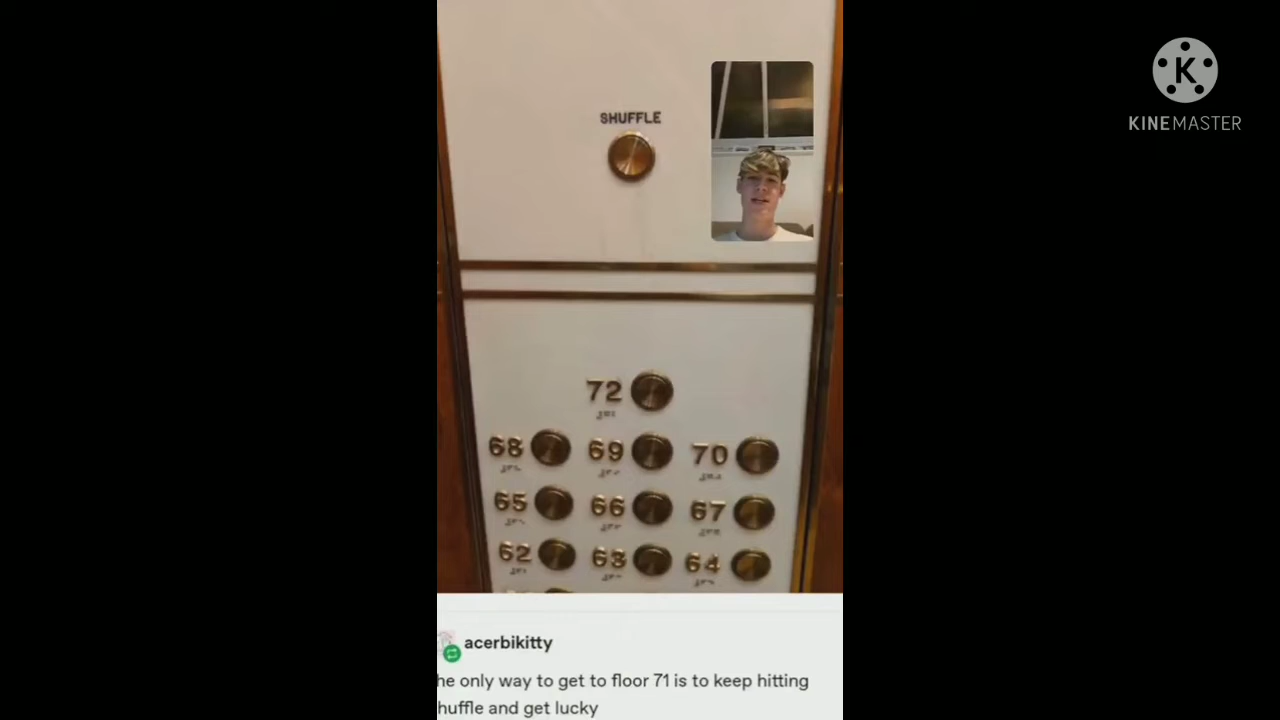 SHUFFLE
K
KINEMASTER
72
68 69 70
65 66 67
62 63 64
acerbikitty
he only way to get to floor 71 is to keep hitting
huffle and get lucky